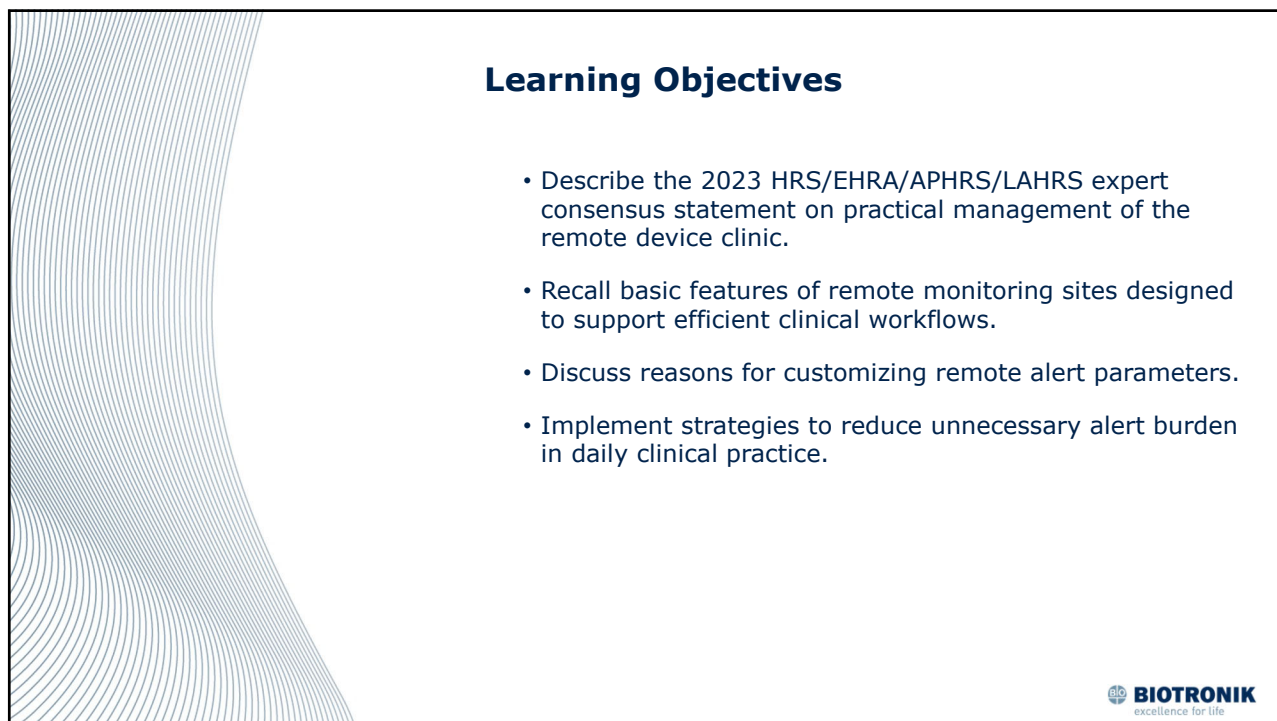 Learning Objectives
• Describe the 2023 HRS/EHRA/APHRS/LAHRS expert
consensus statement on practical management of the
remote device clinic.
• Recall basic features of remote monitoring sites designed
to support efficient clinical workflows.
• Discuss reasons for customizing remote alert parameters.
• Implement strategies to reduce unnecessary alert burden
in daily clinical practice.
BIO BIOTRONIK
excellence for life